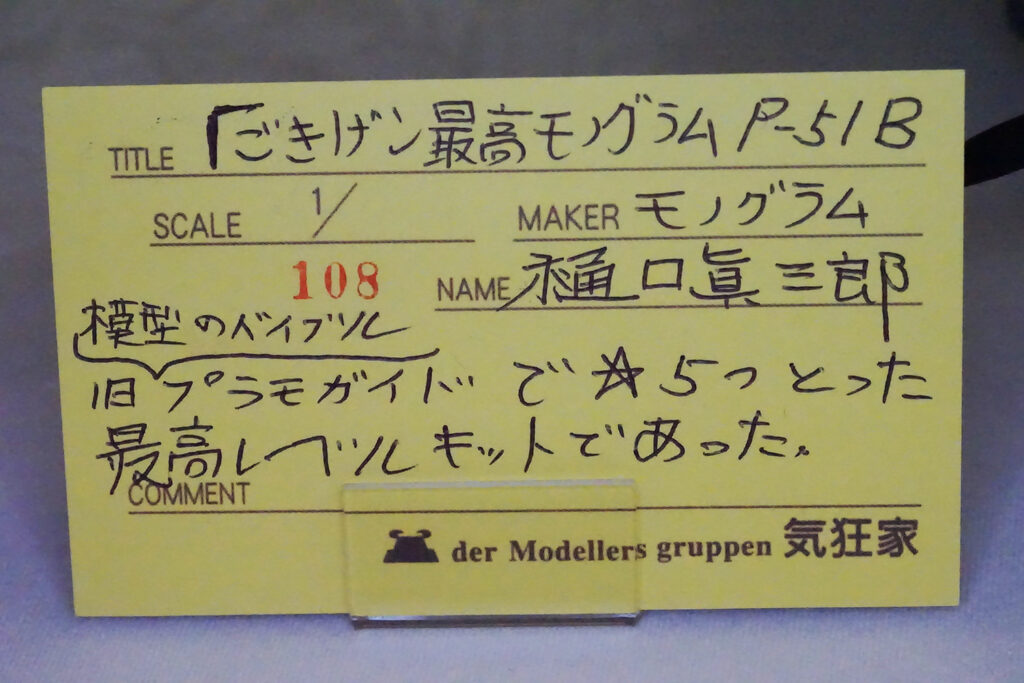 TITLE 「ごきげン最高モノグラム P-51B
SCALE 1/ MAKER モノグラム
108 NAME 樋口眞三郎
模型のバイブル
旧プラモガイドで☆5つとった
最高レベルキットであった。
COMMENT
der Modellers gruppen 気狂家